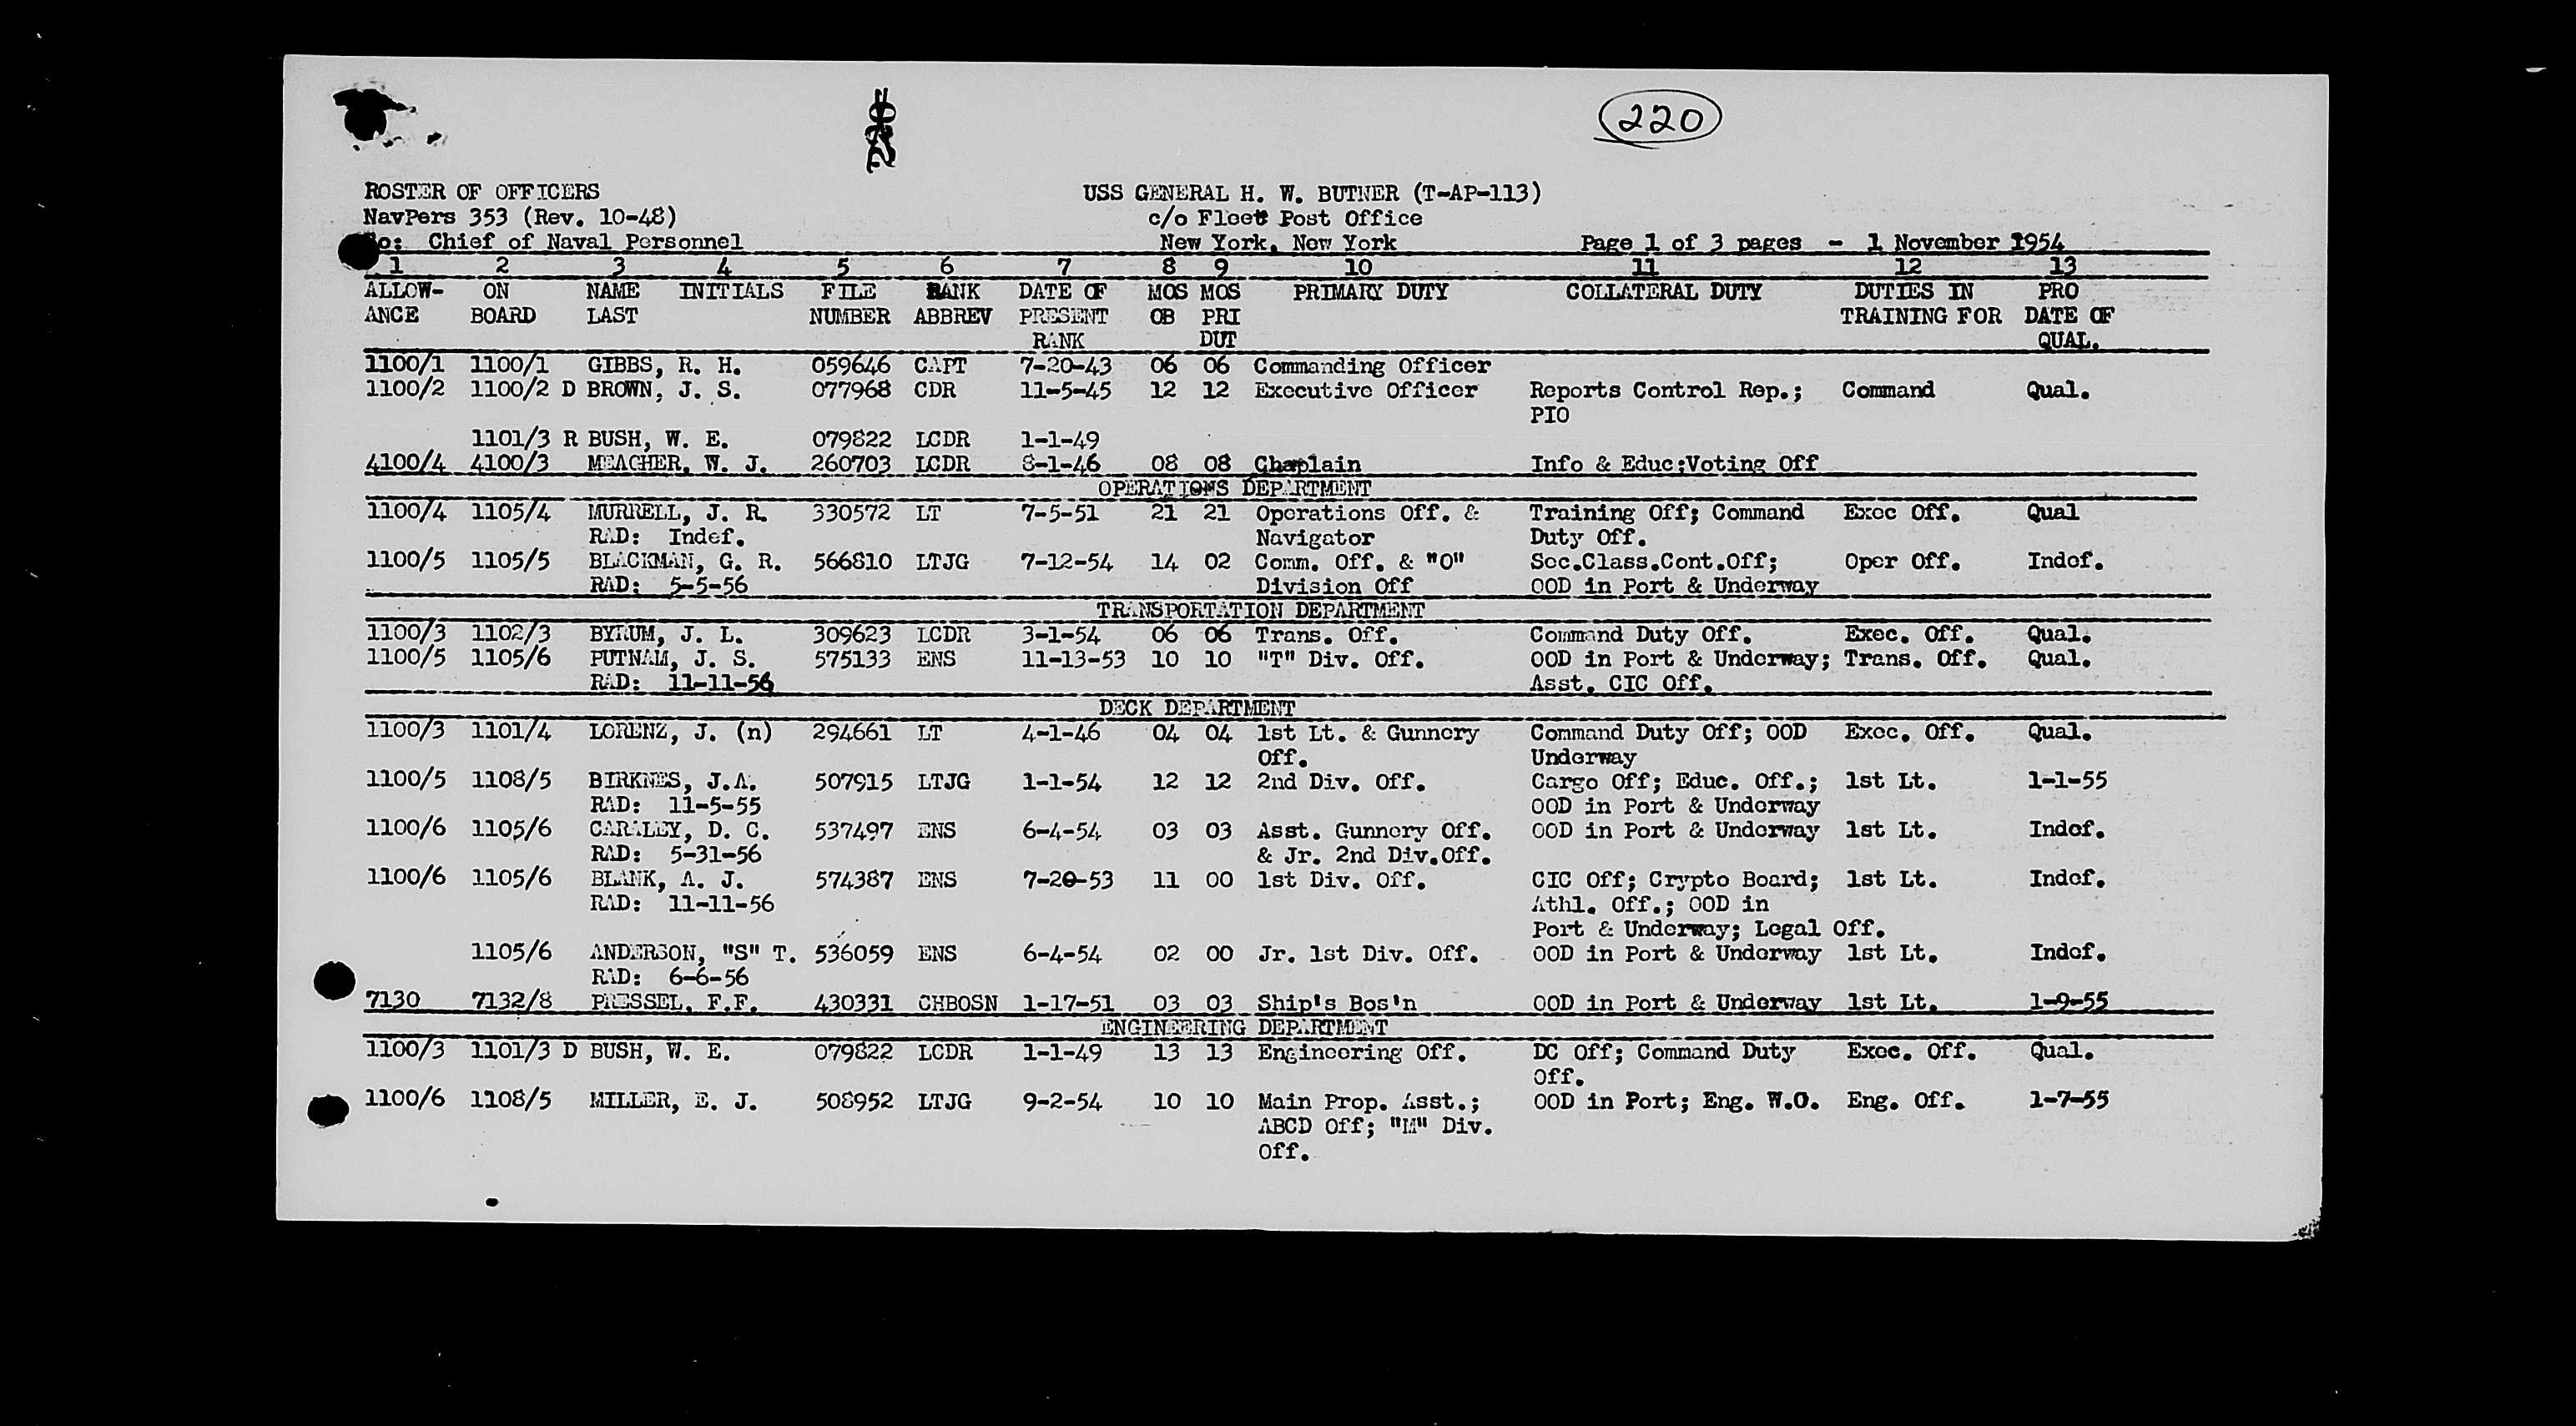 220
ROSTER OF OFFICERS USS GENERAL H. W. BUTNER (T-AP-113)
NavPers 353 (Rev. 10-48) c/o Fleet Post Office
To: Chief of Naval Personnel New York, New York Page 1 of 3 pages - 1 November 1954
1 2 3 4 5 6 7 8 9 10 11 12 13
ALLOW- ON NAME INITIALS FILE RANK DATE OF MOS MOS PRIMARY DUTY COLLATERAL DUTY DUTIES IN PRO
ANCE BOARD LAST NUMBER ABBREV PRESENT OB PRI TRAINING FOR DATE OF
RANK DUT QUAL.
1100/1 1100/1 GIBBS, R. H. 059646 CAPT 7-20-43 06 06 Commanding Officer
1100/2 1100/2 D BROWN, J. S. 077968 CDR 11-5-45 12 12 Executive Officer Reports Control Rep.; Command Qual.
PIO
1101/3 R BUSH, W. E. 079822 LCDR 1-1-49
4100/4 4100/3 MEAGHER, W. J. 260703 LCDR 8-1-46 08 08 Chaplain Info & Educ;Voting Off
OPERATIONS DEPARTMENT
1100/4 1105/4 MURRELL, J. R. 330572 LT 7-5-51 21 21 Operations Off. & Training Off; Command Exec Off. Qual
RAD: Indef. Navigator Duty Off.
1100/5 1105/5 BLACKMAN, G. R. 566810 LTJG 7-12-54 14 02 Comm. Off. & "O" Sec.Class.Cont.Off; Oper Off. Indef.
RAD: 5-5-56 Division Off OOD in Port & Underway
TRANSPORTATION DEPARTMENT
1100/3 1102/3 BYRUM, J. L. 309623 LCDR 3-1-54 06 06 Trans. Off. Command Duty Off. Exec. Off. Qual.
1100/5 1105/6 PUTNAM, J. S. 575133 ENS 11-13-53 10 10 "T" Div. Off. OOD in Port & Underway; Trans. Off. Qual.
RAD: 11-11-56 Asst. CIC Off.
DECK DEPARTMENT
1100/3 1101/4 LORENZ, J. (n) 294661 LT 4-1-46 04 04 1st Lt. & Gunnery Command Duty Off; OOD Exec. Off. Qual.
Off. Underway
1100/5 1108/5 BIRKNES, J.A. 507915 LTJG 1-1-54 12 12 2nd Div. Off. Cargo Off; Educ. Off.; 1st Lt. 1-1-55
RAD: 11-5-55 OOD in Port & Underway
1100/6 1105/6 CARALEY, D. C. 537497 ENS 6-4-54 03 03 Asst. Gunnery Off. OOD in Port & Underway 1st Lt. Indef.
RAD: 5-31-56 & Jr. 2nd Div.Off.
1100/6 1105/6 BLANK, A. J. 574387 ENS 7-20-53 11 00 1st Div. Off. CIC Off; Crypto Board; 1st Lt. Indef.
RAD: 11-11-56 Athl. Off.; OOD in
Port & Underway; Legal Off.
1105/6 ANDERSON, "S" T. 536059 ENS 6-4-54 02 00 Jr. 1st Div. Off. OOD in Port & Underway 1st Lt. Indef.
RAD: 6-6-56
7130 7132/8 PRESSEL, F.F. 430331 CHBOSN 1-17-51 03 03 Ship's Bos'n OOD in Port & Underway 1st Lt. 1-9-55
ENGINEERING DEPARTMENT
1100/3 1101/3 D BUSH, W. E. 079822 LCDR 1-1-49 13 13 Engineering Off. DC Off; Command Duty Exec. Off. Qual.
Off.
1100/6 1108/5 MILLER, E. J. 508952 LTJG 9-2-54 10 10 Main Prop. Asst.; OOD in Port; Eng. W.O. Eng. Off. 1-7-55
ABCD Off; "M" Div.
Off.